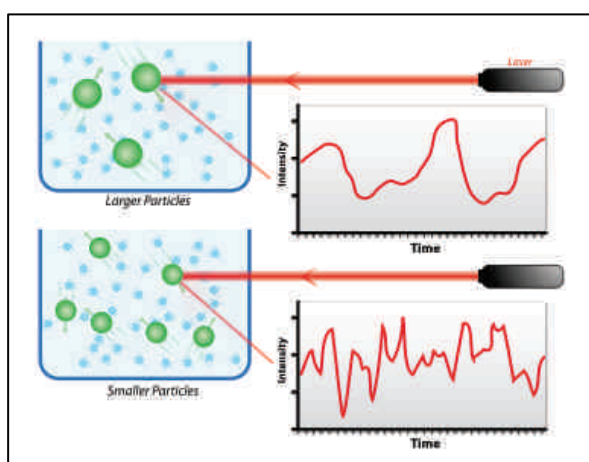 Laser
Intensity
Time
Larger Particles
Intensity
Time
Smaller Particles